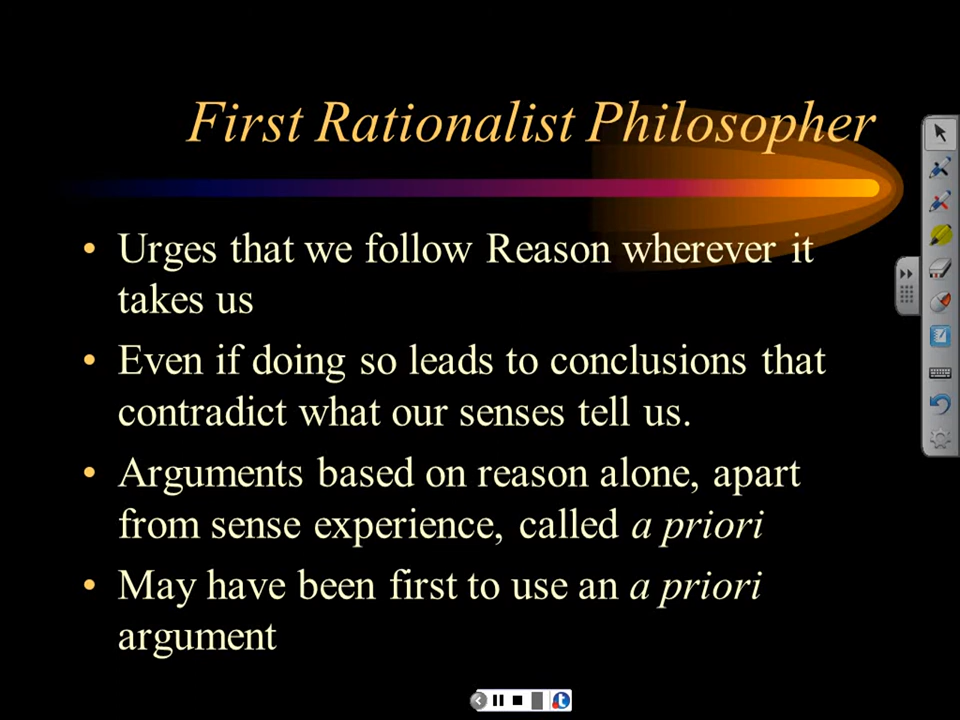 First Rationalist Philosopher
• Urges that we follow Reason wherever it
takes us
• Even if doing so leads to conclusions that
contradict what our senses tell us.
• Arguments based on reason alone, apart
from sense experience, called a priori
• May have been first to use an a priori
argument